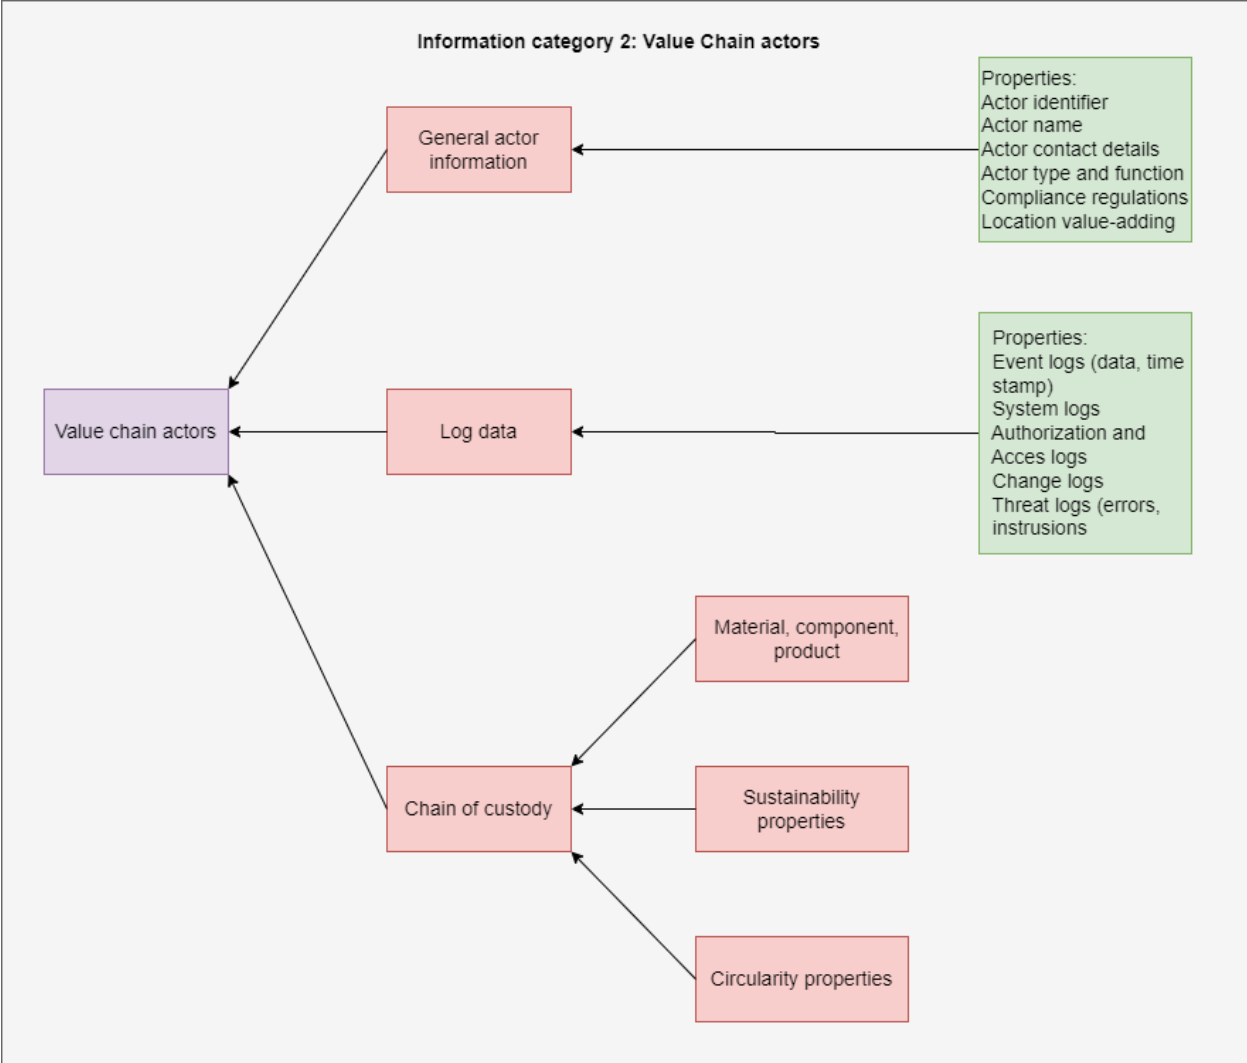 Information category 2: Value Chain actors
Properties:
Actor identifier
Actor name
Actor contact details
Actor type and function
Compliance regulations
Location value-adding
General actor
information
Properties:
Event logs (data, time
stamp)
System logs
Authorization and
Acces logs
Change logs
Threat logs (errors,
instrusions
Value chain actors
Log data
Material, component,
product
Chain of custody
Sustainability
properties
Circularity properties